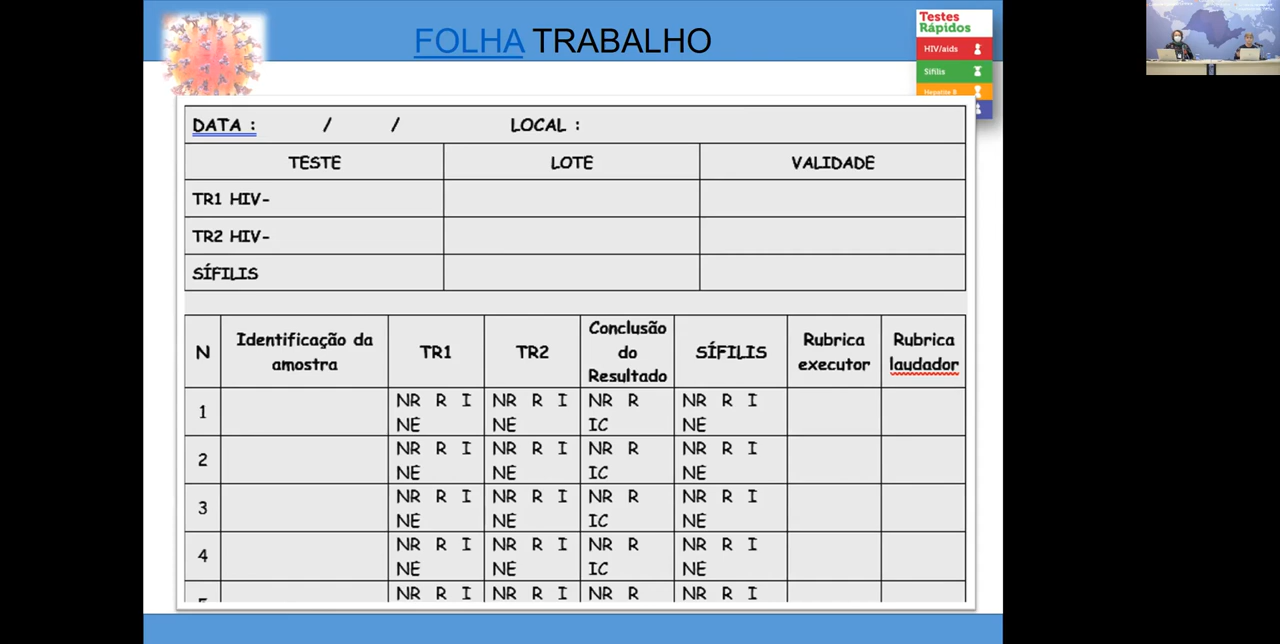 FOLHA TRABALHO
Testes
Rápidos
HIV/aids
Sífilis
Hepatite B
DATA : / / LOCAL :
TESTE LOTE VALIDADE
TR1 HIV-
TR2 HIV-
SÍFILIS
N Identificação da amostra TR1 TR2 Conclusão do Resultado SÍFILIS Rubrica executor Rubrica laudador
1 NR R I NR R I NR R NR R I
NE NE IC NE
2 NR R I NR R I NR R NR R I
NE NE IC NE
3 NR R I NR R I NR R NR R I
NE NE IC NE
4 NR R I NR R I NR R NR R I
NE NE IC NE
NR R I NR R I NR R NR R I